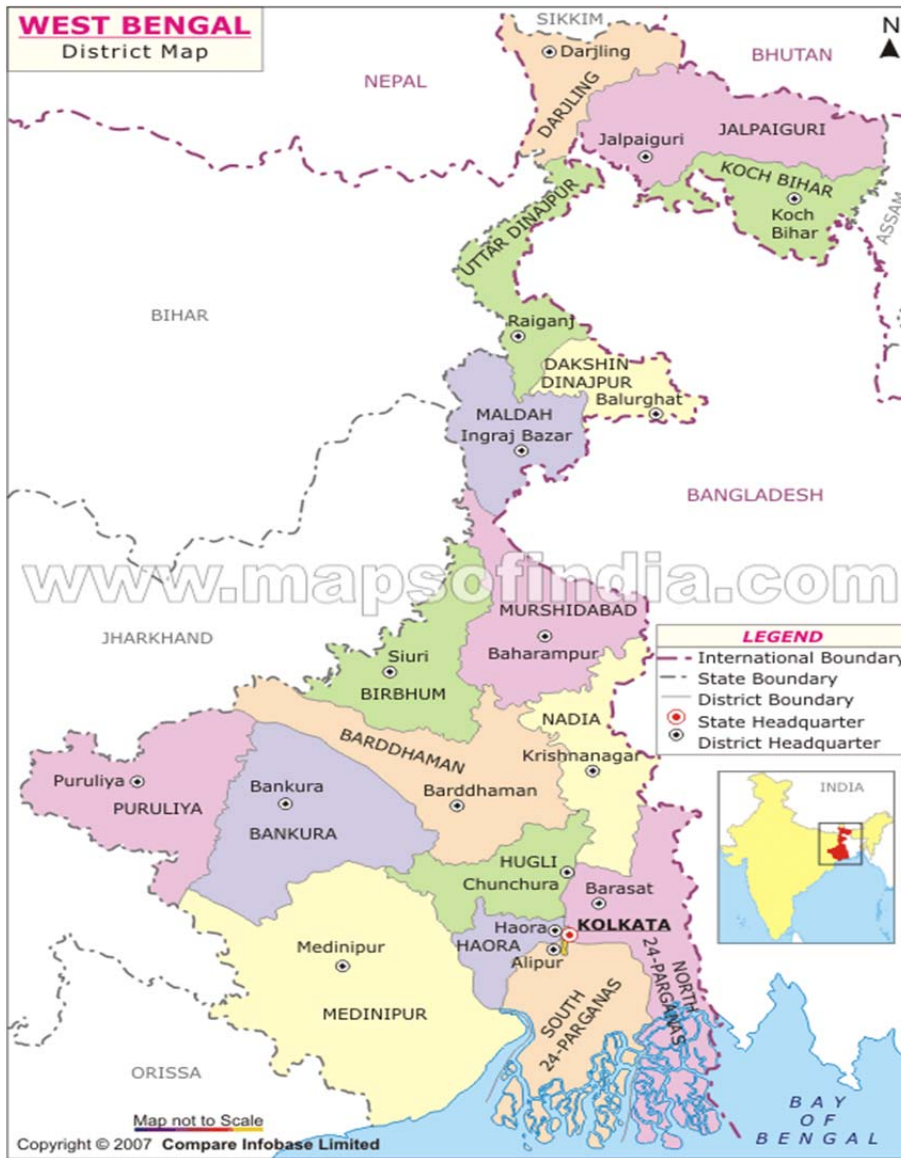 WEST BENGAL
District Map
SIKKIM
N
Darjling
BHUTAN
NEPAL
DARJLING
JALPAIGURI
Jalpaiguri
KOCH BIHAR
Koch
Bihar
ASSAM
UTTAR DINAJPUR
BIHAR
Raiganj
DAKSHIN
DINAJPUR
Balurghat
MALDAH
Ingraj Bazar
BANGLADESH
www.mapsofindia.com
MURSHIDABAD
Baharampur
JHARKHAND
Siuri
BIRBHUM
LEGEND
International Boundary
State Boundary
District Boundary
State Headquarter
District Headquarter
NADIA
Krishnanagar
BARDDHAMAN
Barddhaman
Puruliya
PURULIYA
Bankura
BANKURA
INDIA
HUGLI
Chunchura
Barasat
Haora
KOLKATA
HAORA
Alipur
Medinipur
MEDINIPUR
SOUTH
24-PARGANAS
NORTH
24-PARGANAS
ORISSA
BAY
OF
BENGAL
Map not to Scale
Copyright © 2007 Compare Infobase Limited